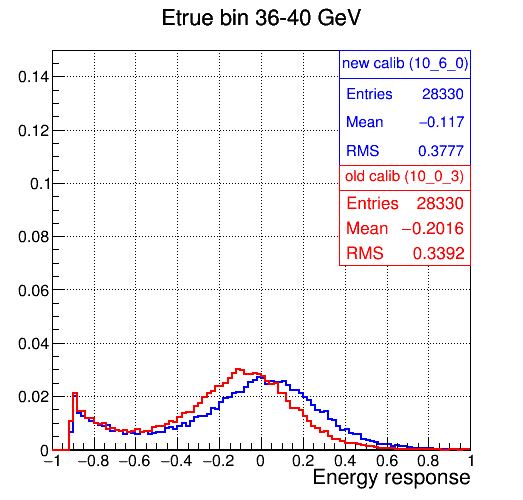 Etrue bin 36-40 GeV
new calib (10_6_0)
Entries 28330
Mean −0.117
RMS 0.3777
old calib (10_0_3)
Entries 28330
Mean −0.2016
RMS 0.3392
0.14
0.12
0.1
0.08
0.06
0.04
0.02
0
−1 −0.8 −0.6 −0.4 −0.2 0 0.2 0.4 0.6 0.8 1
Energy response